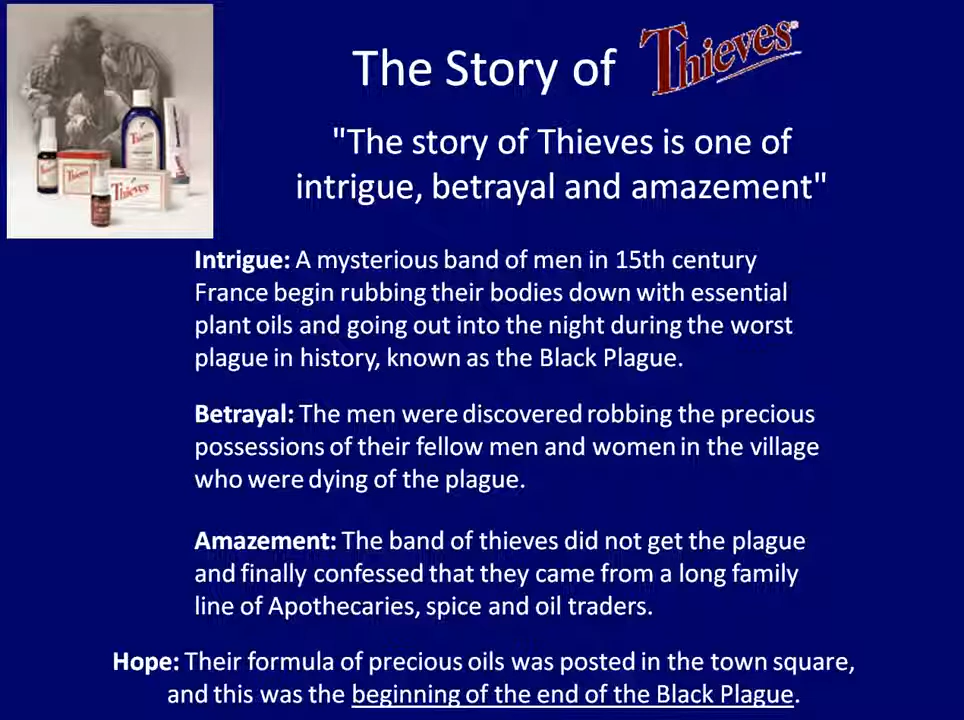 The Story of Thieves®
"The story of Thieves is one of
intrigue, betrayal and amazement"
Thieves
Thieves
Thieves
Intrigue: A mysterious band of men in 15th century
France begin rubbing their bodies down with essential
plant oils and going out into the night during the worst
plague in history, known as the Black Plague.
Betrayal: The men were discovered robbing the precious
possessions of their fellow men and women in the village
who were dying of the plague.
Amazement: The band of thieves did not get the plague
and finally confessed that they came from a long family
line of Apothecaries, spice and oil traders.
Hope: Their formula of precious oils was posted in the town square,
and this was the beginning of the end of the Black Plague.